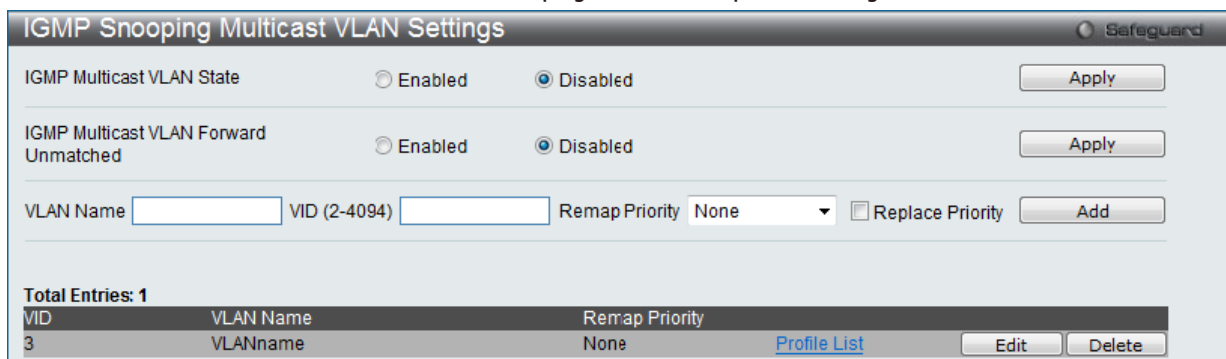 IGMP Snooping Multicast VLAN Settings Safeguard
IGMP Multicast VLAN State Enabled Disabled Apply
IGMP Multicast VLAN Forward Unmatched Enabled Disabled Apply
VLAN Name VID (2-4094) Remap Priority None Replace Priority Add
Total Entries: 1
VID VLAN Name Remap Priority
3 VLANname None Profile List Edit Delete